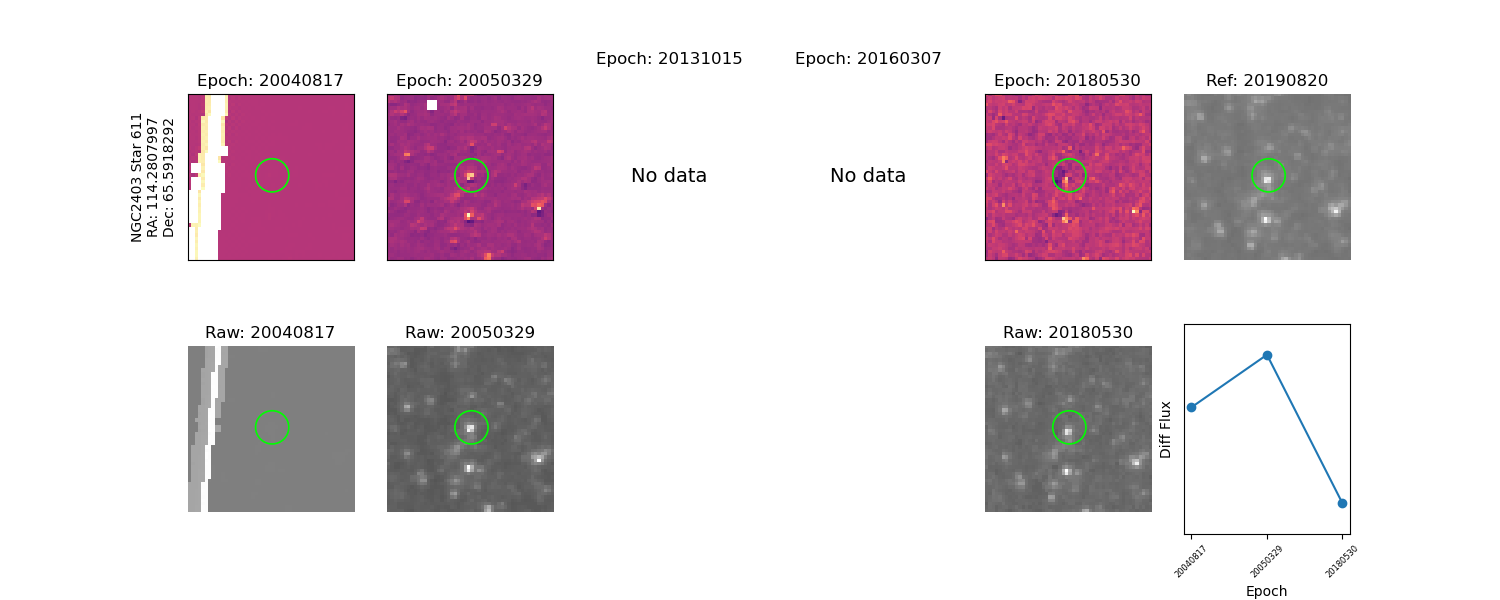 Epoch: 20040817
Epoch: 20050329
Epoch: 20131015
Epoch: 20160307
Epoch: 20180530
Ref: 20190820
NGC2403 Star 611
RA: 114.2807997
Dec: 65.5918292
No data
No data
Raw: 20040817
Raw: 20050329
Raw: 20180530
Diff Flux
20040817
20050329
20180530
Epoch